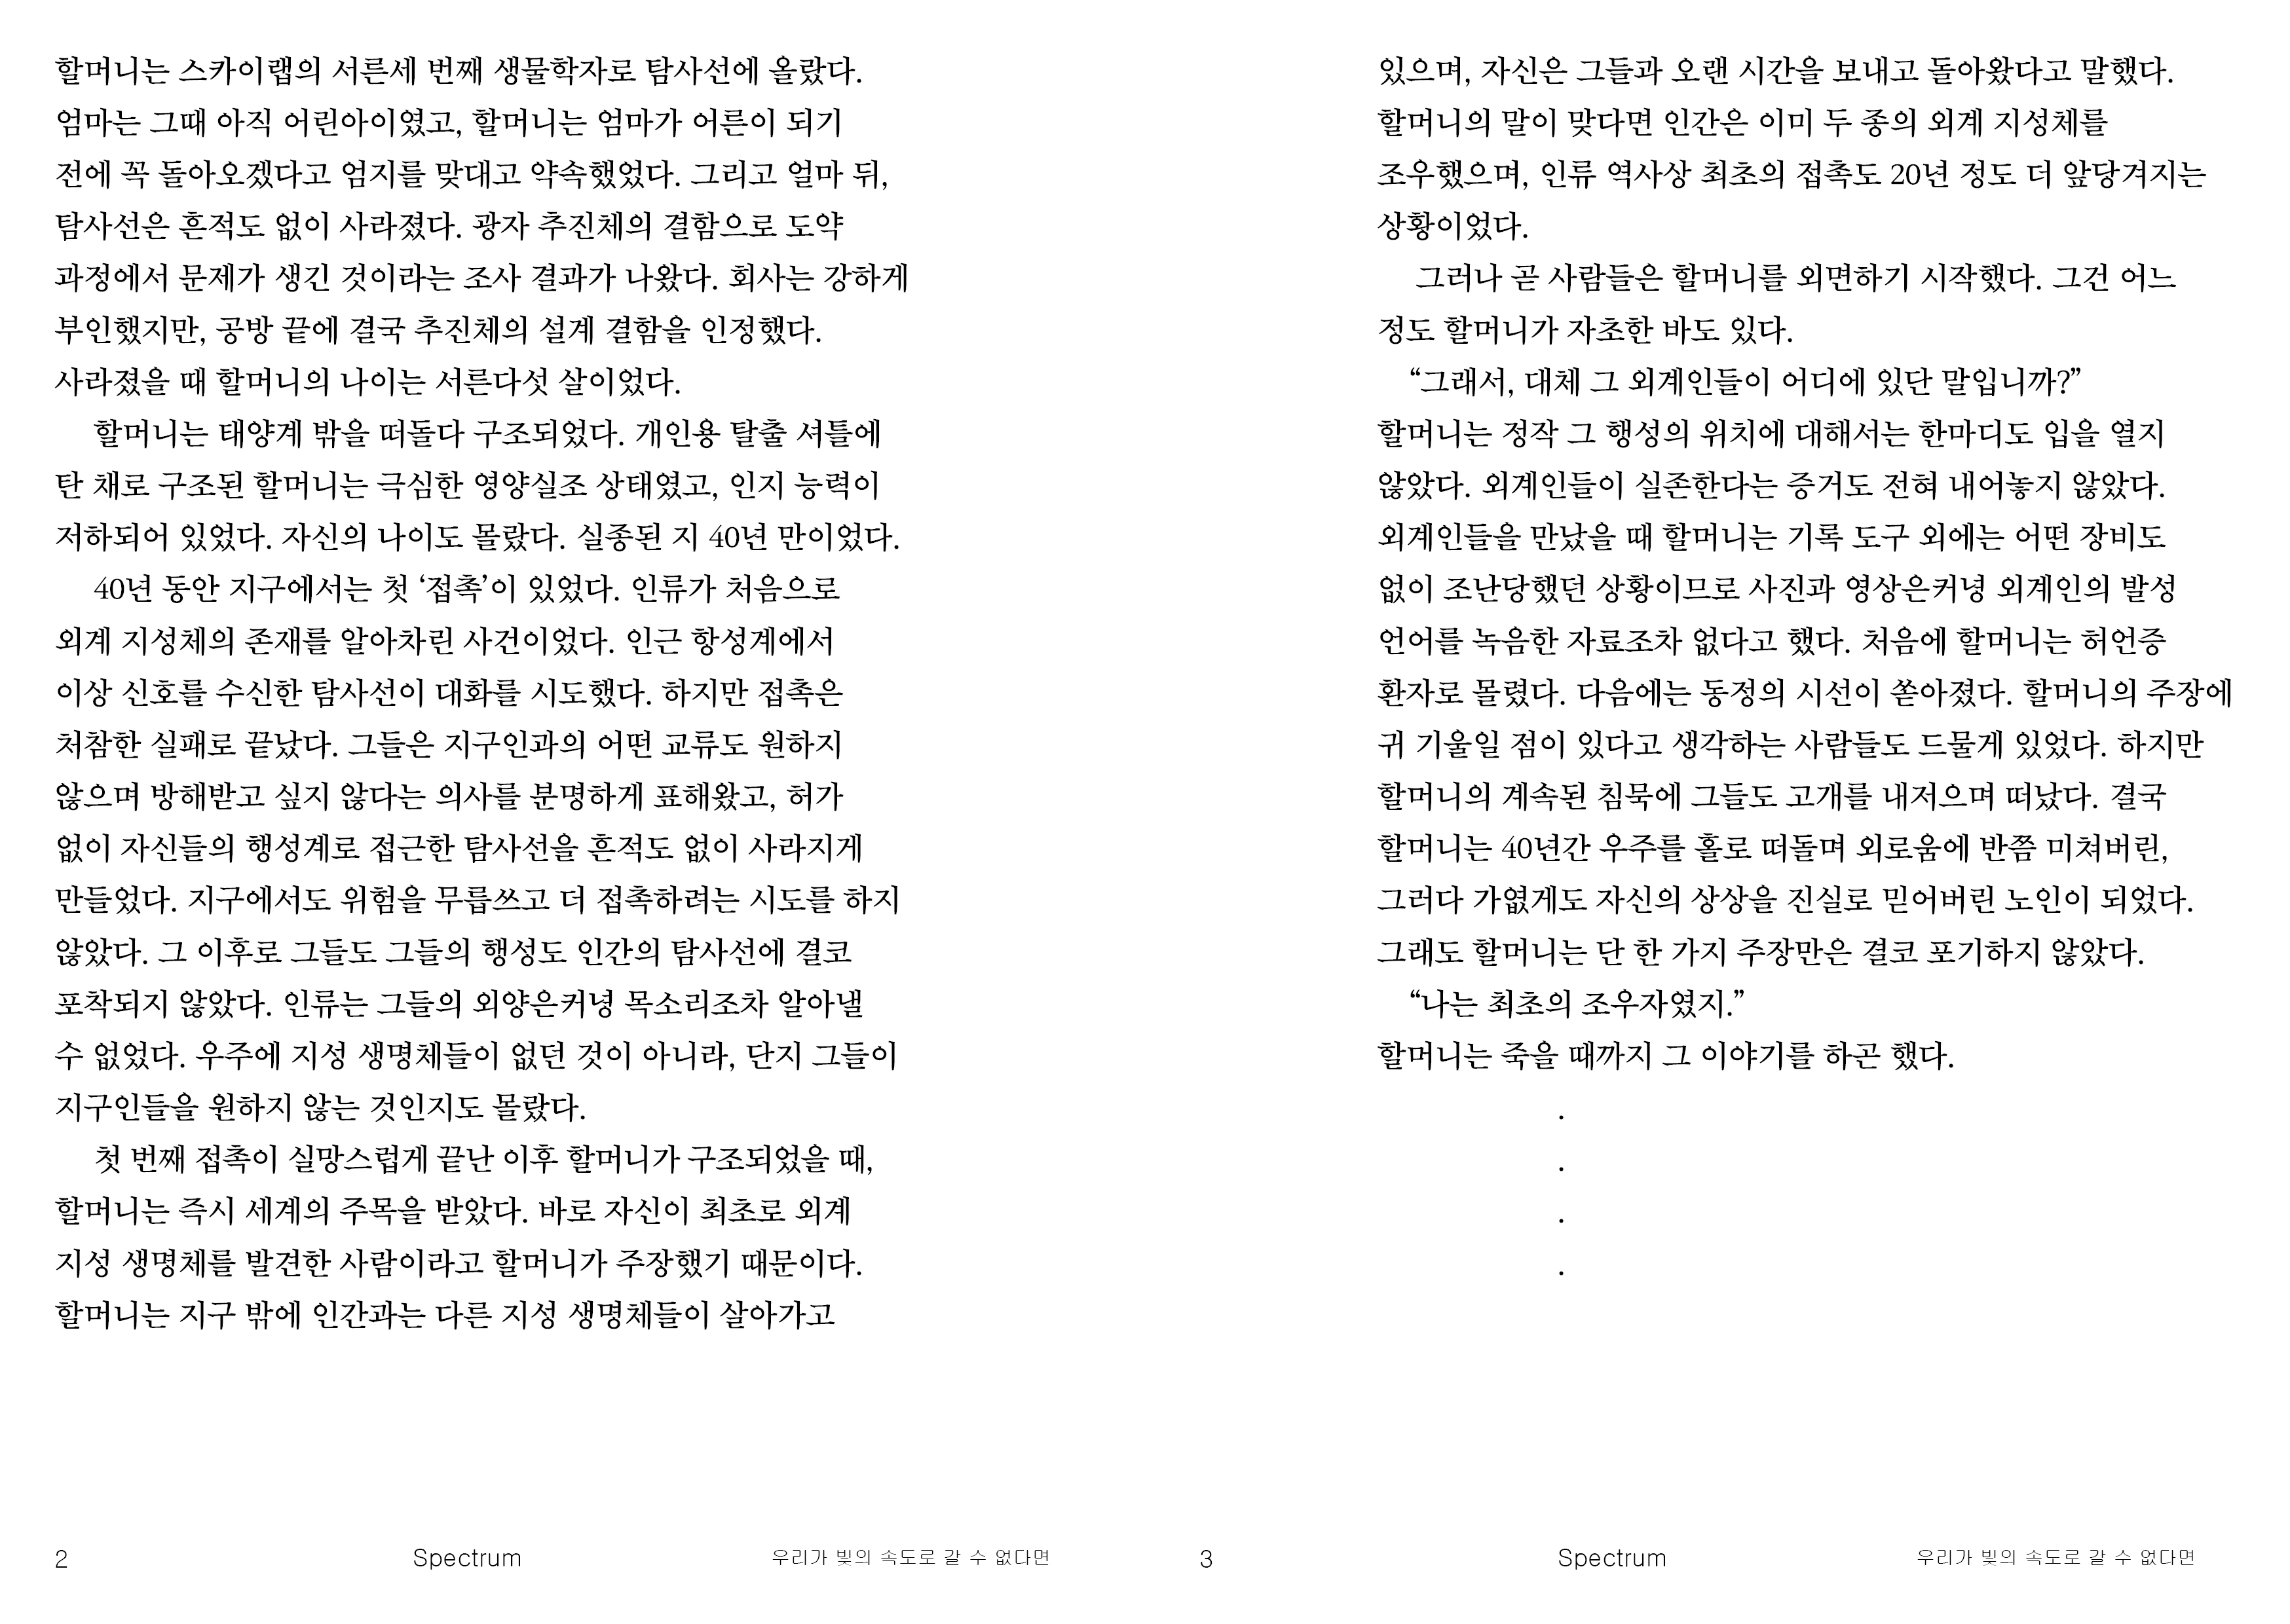 할머니는 스카이랩의 서른세 번째 생물학자로 탐사선에 올랐다.
엄마는 그때 아직 어린아이였고, 할머니는 엄마가 어른이 되기
전에 꼭 돌아오겠다고 엄지를 맞대고 약속했었다. 그리고 얼마 뒤,
탐사선은 흔적도 없이 사라졌다. 광자 추진체의 결함으로 도약
과정에서 문제가 생긴 것이라는 조사 결과가 나왔다. 회사는 강하게
부인했지만, 공방 끝에 결국 추진체의 설계 결함을 인정했다.
사라졌을 때 할머니의 나이는 서른다섯 살이었다.
할머니는 태양계 밖을 떠돌다 구조되었다. 개인용 탈출 셔틀에
탄 채로 구조된 할머니는 극심한 영양실조 상태였고, 인지 능력이
저하되어 있었다. 자신의 나이도 몰랐다. 실종된 지 40년 만이었다.
40년 동안 지구에서는 첫 ‘접촉’이 있었다. 인류가 처음으로
외계 지성체의 존재를 알아차린 사건이었다. 인근 항성계에서
이상 신호를 수신한 탐사선이 대화를 시도했다. 하지만 접촉은
처참한 실패로 끝났다. 그들은 지구인과의 어떤 교류도 원하지
않으며 방해받고 싶지 않다는 의사를 분명하게 표해왔고, 허가
없이 자신들의 행성계로 접근한 탐사선을 흔적도 없이 사라지게
만들었다. 지구에서도 위험을 무릅쓰고 더 접촉하려는 시도를 하지
않았다. 그 이후로 그들도 그들의 행성도 인간의 탐사선에 결코
포착되지 않았다. 인류는 그들의 외양은커녕 목소리조차 알아낼
수 없었다. 우주에 지성 생명체들이 없던 것이 아니라, 단지 그들이
지구인들을 원하지 않는 것인지도 몰랐다.
첫 번째 접촉이 실망스럽게 끝난 이후 할머니가 구조되었을 때,
할머니는 즉시 세계의 주목을 받았다. 바로 자신이 최초로 외계
지성 생명체를 발견한 사람이라고 할머니가 주장했기 때문이다.
할머니는 지구 밖에 인간과는 다른 지성 생명체들이 살아가고
2 Spectrum 우리가 빛의 속도로 갈 수 없다면
있으며, 자신은 그들과 오랜 시간을 보내고 돌아왔다고 말했다.
할머니의 말이 맞다면 인간은 이미 두 종의 외계 지성체를
조우했으며, 인류 역사상 최초의 접촉도 20년 정도 더 앞당겨지는
상황이었다.
그러나 곧 사람들은 할머니를 외면하기 시작했다. 그건 어느
정도 할머니가 자초한 바도 있다.
“그래서, 대체 그 외계인들이 어디에 있단 말입니까?”
할머니는 정작 그 행성의 위치에 대해서는 한마디도 입을 열지
않았다. 외계인들이 실존한다는 증거도 전혀 내어놓지 않았다.
외계인들을 만났을 때 할머니는 기록 도구 외에는 어떤 장비도
없이 조난당했던 상황이므로 사진과 영상은커녕 외계인의 발성
언어를 녹음한 자료조차 없다고 했다. 처음에 할머니는 허언증
환자로 몰렸다. 다음에는 동정의 시선이 쏟아졌다. 할머니의 주장에
귀 기울일 점이 있다고 생각하는 사람들도 드물게 있었다. 하지만
할머니의 계속된 침묵에 그들도 고개를 내저으며 떠났다. 결국
할머니는 40년간 우주를 홀로 떠돌며 외로움에 반쯤 미쳐버린,
그러다 가엾게도 자신의 상상을 진실로 믿어버린 노인이 되었다.
그래도 할머니는 단 한 가지 주장만은 결코 포기하지 않았다.
“나는 최초의 조우자였지.”
할머니는 죽을 때까지 그 이야기를 하곤 했다.
.
.
.
.
3 Spectrum 우리가 빛의 속도로 갈 수 없다면